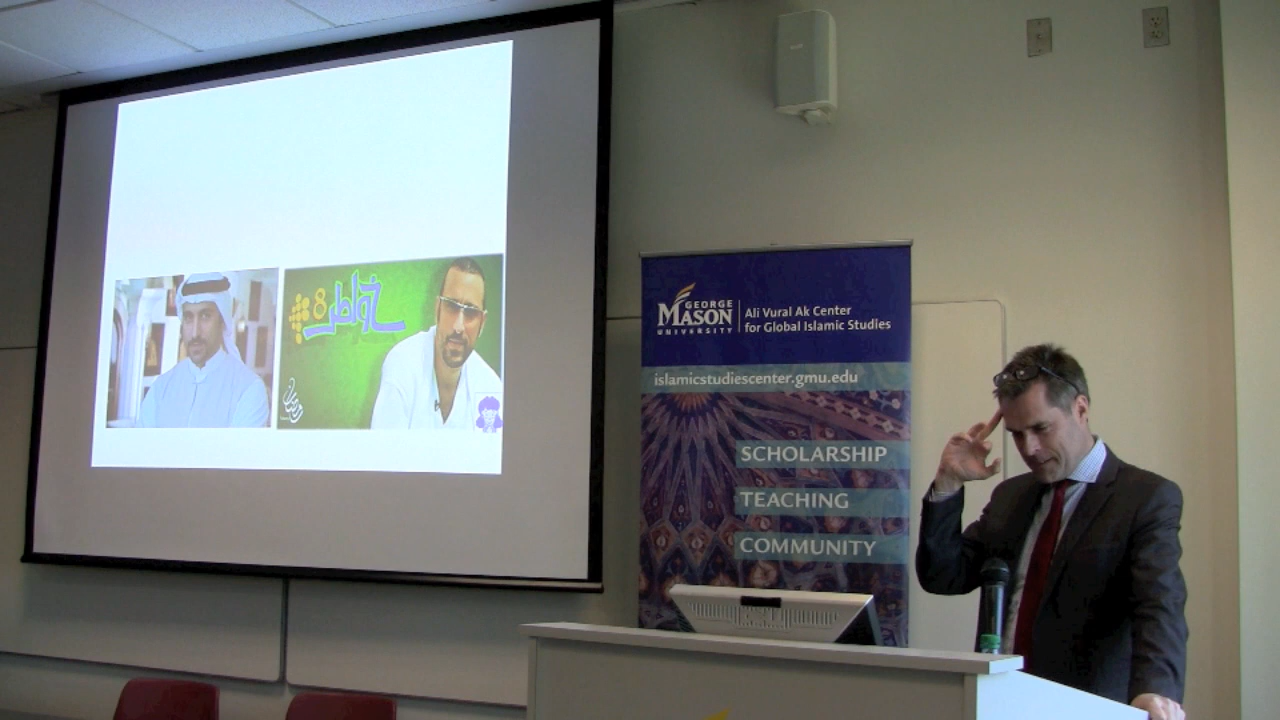 خواطر 8
رمضان
GEORGE
MASON
UNIVERSITY
Ali Vural Ak Center
for Global Islamic Studies
islamicstudiescenter.gmu.edu
SCHOLARSHIP
TEACHING
COMMUNITY